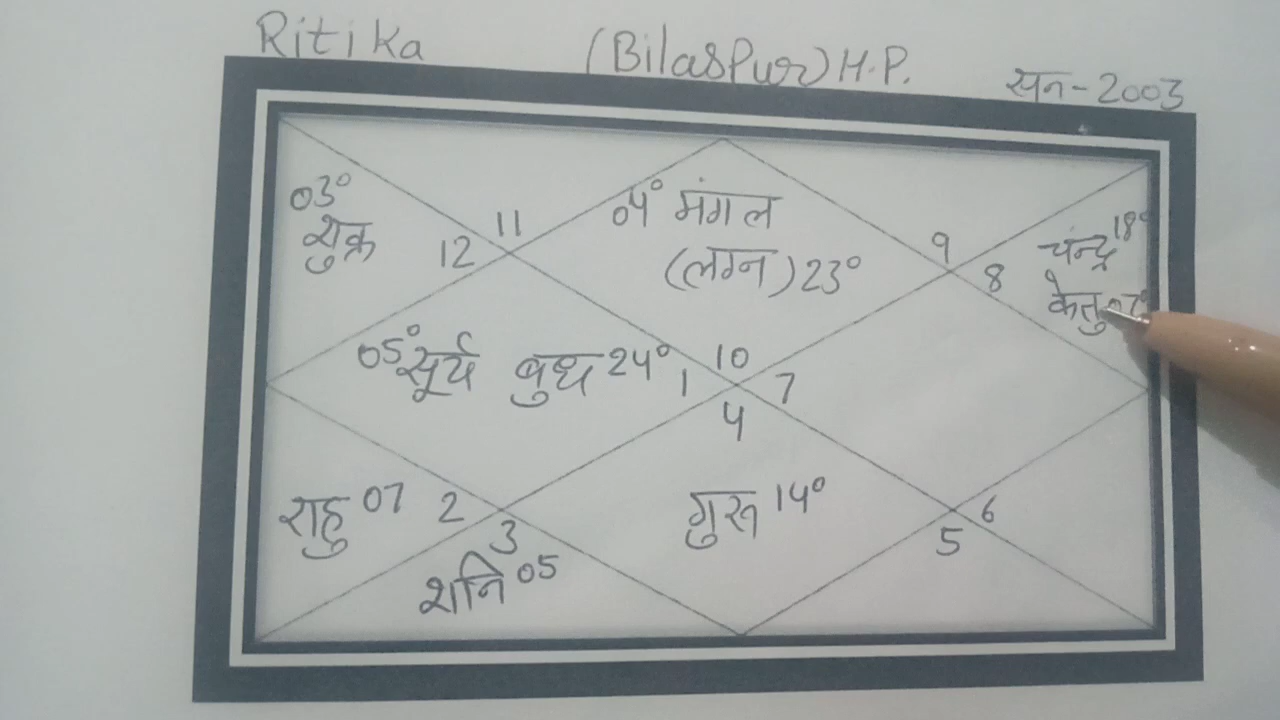 Ritika (Bilaspur) H.P. सन-2003
03° शुक्र
12
11
04° मंगल
(लग्न) 23°
9
8
चन्द्र 18°
केतु 07°
05° सूर्य बुध 24°
1
10
7
4
राहु 07
2
3
शनि 05
गुरू 14°
5
6